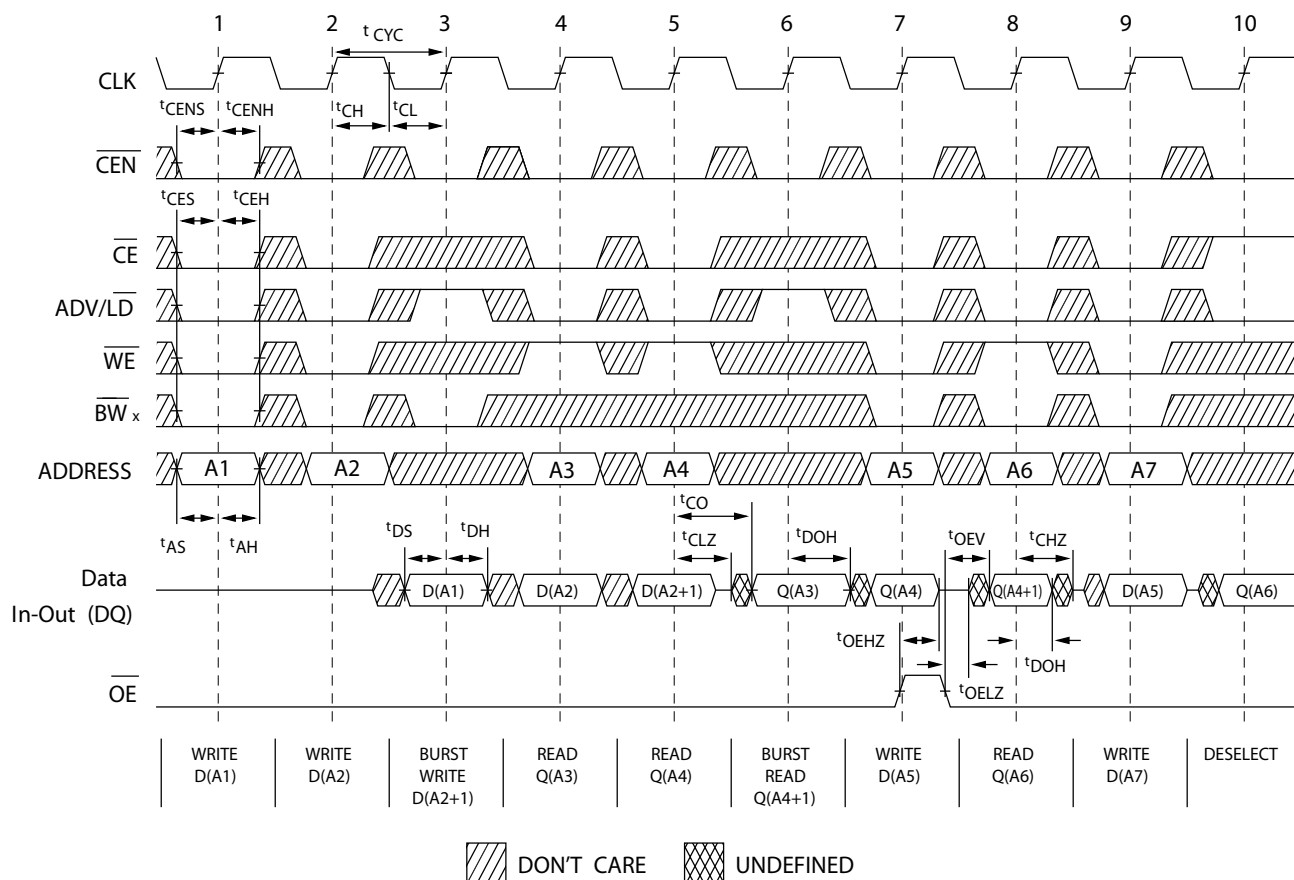 1 2 3 4 5 6 7 8 9 10
t CYC
CLK
tCENS tCENH tCH tCL
CEN
tCES tCEH
CE
ADV/LD
WE
BW x
ADDRESS A1 A2 A3 A4 A5 A6 A7
tCO
tDS tDH tCLZ tDOH tOEV tCHZ
tAS tAH
Data
In-Out (DQ)
D(A1) D(A2) D(A2+1) Q(A3) Q(A4) Q(A4+1) D(A5) Q(A6)
tOEHZ tDOH
tOELZ
OE
WRITE
D(A1)
WRITE
D(A2)
BURST
WRITE
D(A2+1)
READ
Q(A3)
READ
Q(A4)
BURST
READ
Q(A4+1)
WRITE
D(A5)
READ
Q(A6)
WRITE
D(A7)
DESELECT
DON'T CARE UNDEFINED